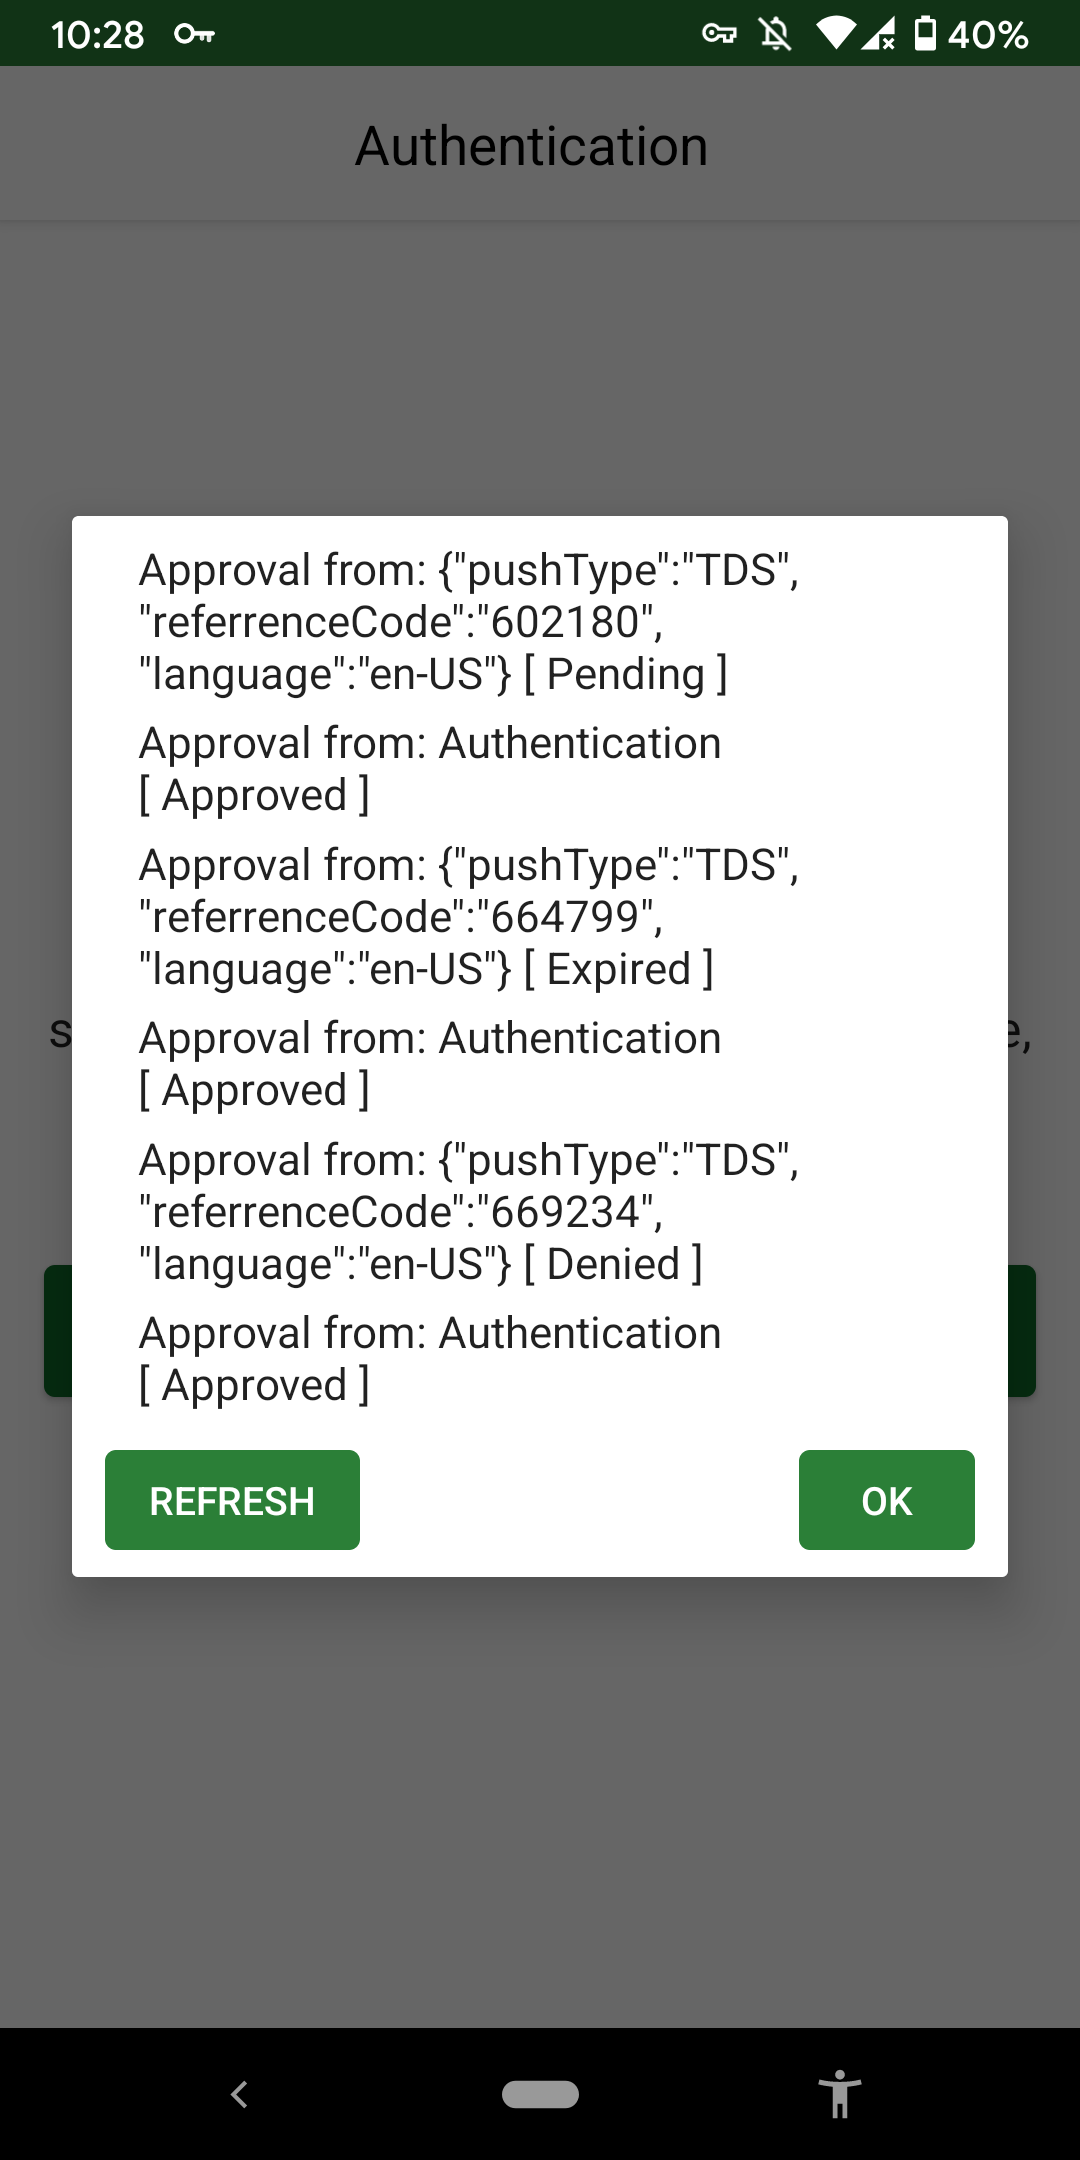 10:28
40%
Authentication
Approval from: {"pushType":"TDS",
"referrenceCode":"602180",
"language":"en-US"} [ Pending ]
Approval from: Authentication
[ Approved ]
Approval from: {"pushType":"TDS",
"referrenceCode":"664799",
"language":"en-US"} [ Expired ]
Approval from: Authentication
[ Approved ]
Approval from: {"pushType":"TDS",
"referrenceCode":"669234",
"language":"en-US"} [ Denied ]
Approval from: Authentication
[ Approved ]
REFRESH
OK